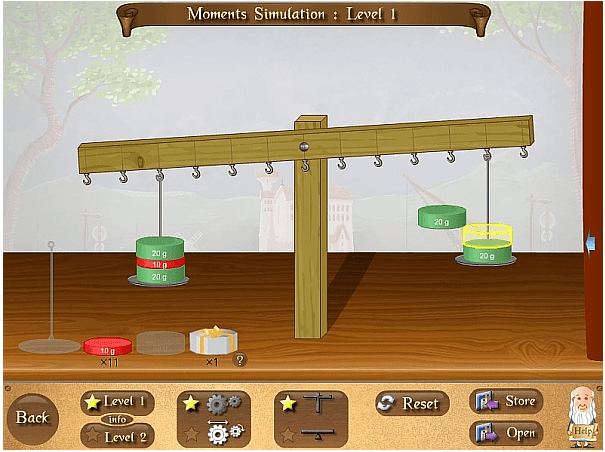 Moments Simulation : Level 1
20 g
20 g
10 g
20 g
20 g
10 g
×11
×1
?
Back
Level 1
info
Level 2
Reset
Store
Open
Help